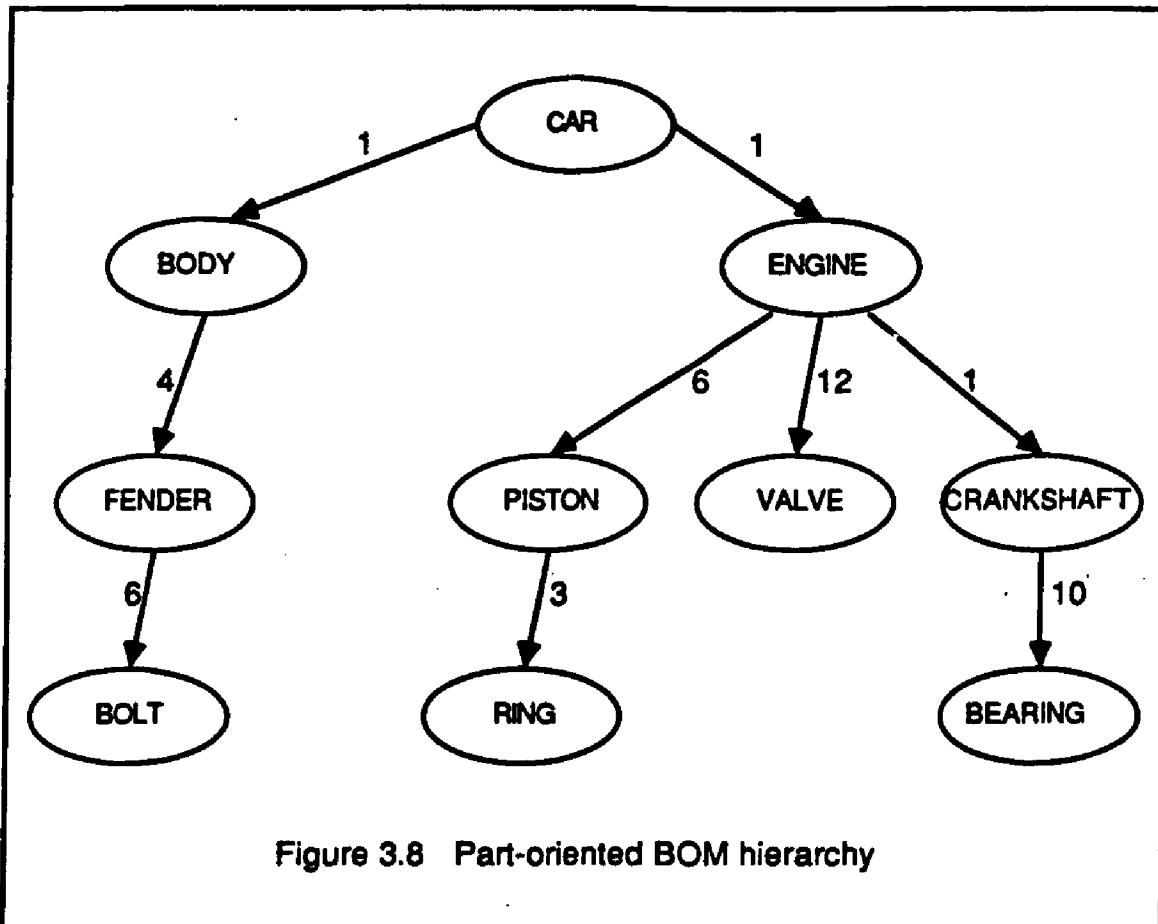 CAR
1
1
BODY
ENGINE
4
6
12
1
FENDER
PISTON
VALVE
CRANKSHAFT
6
3
10
BOLT
RING
BEARING
Figure 3.8 Part-oriented BOM hierarchy